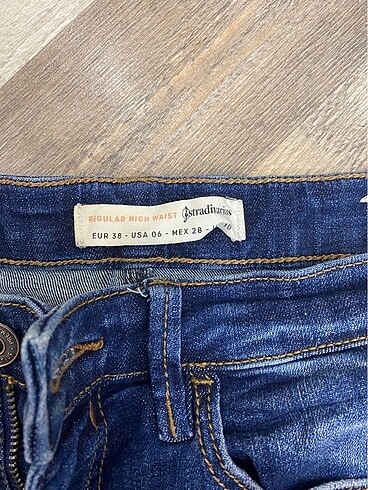 REGULAR HIGH WAIST stradivarius
EUR 38 - USA 06 - MEX 28 -